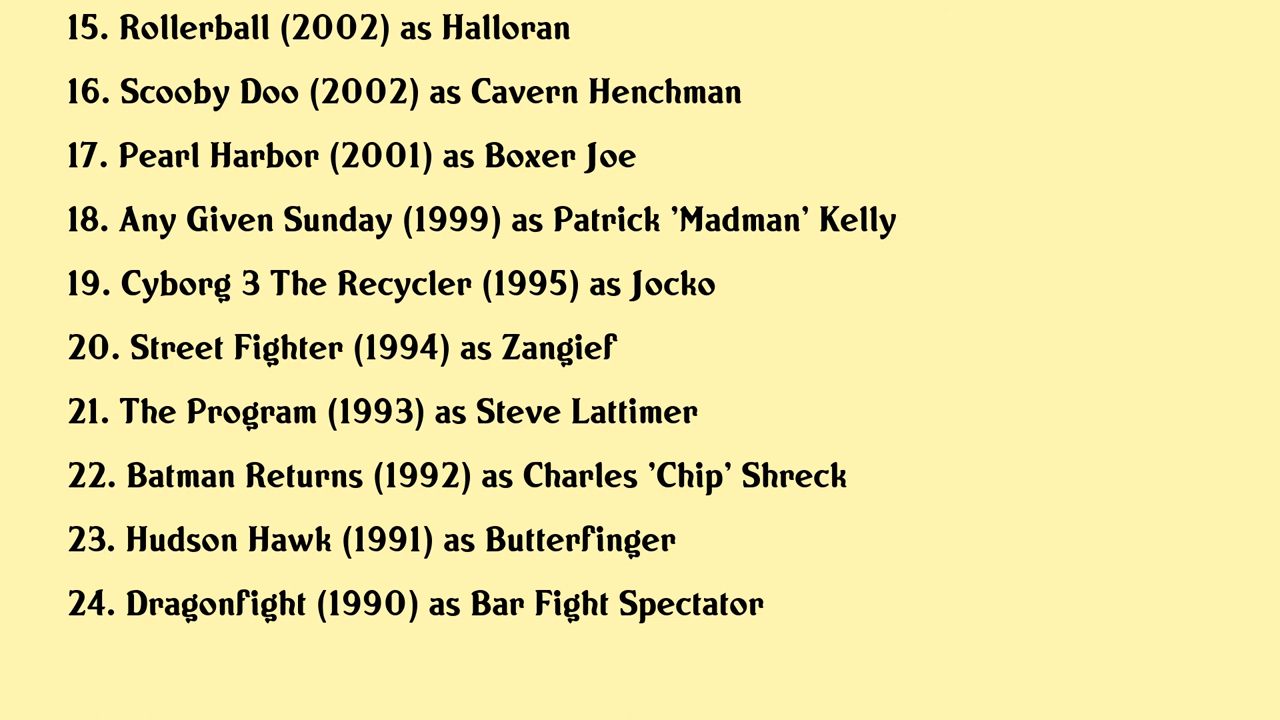 15. Rollerball (2002) as Halloran
16. Scooby Doo (2002) as Cavern Henchman
17. Pearl Harbor (2001) as Boxer Joe
18. Any Given Sunday (1999) as Patrick 'Madman' Kelly
19. Cyborg 3 The Recycler (1995) as Jocko
20. Street Fighter (1994) as Zangief
21. The Program (1993) as Steve Lattimer
22. Batman Returns (1992) as Charles 'Chip' Shreck
23. Hudson Hawk (1991) as Butterfinger
24. Dragonfight (1990) as Bar Fight Spectator